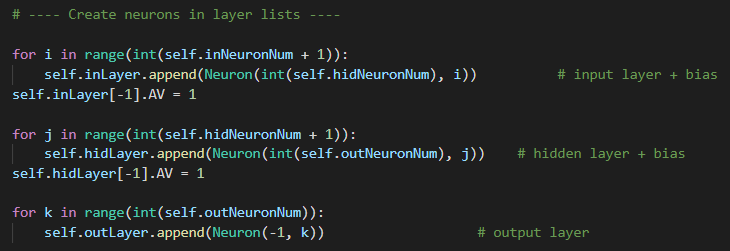 # ---- Create neurons in layer lists ----
for i in range(int(self.inNeuronNum + 1)):
    self.inLayer.append(Neuron(int(self.hidNeuronNum), i))          # input layer + bias
self.inLayer[-1].AV = 1
for j in range(int(self.hidNeuronNum + 1)):
    self.hidLayer.append(Neuron(int(self.outNeuronNum), j))    # hidden layer + bias
self.hidLayer[-1].AV = 1
for k in range(int(self.outNeuronNum)):
    self.outLayer.append(Neuron(-1, k))                   # output layer